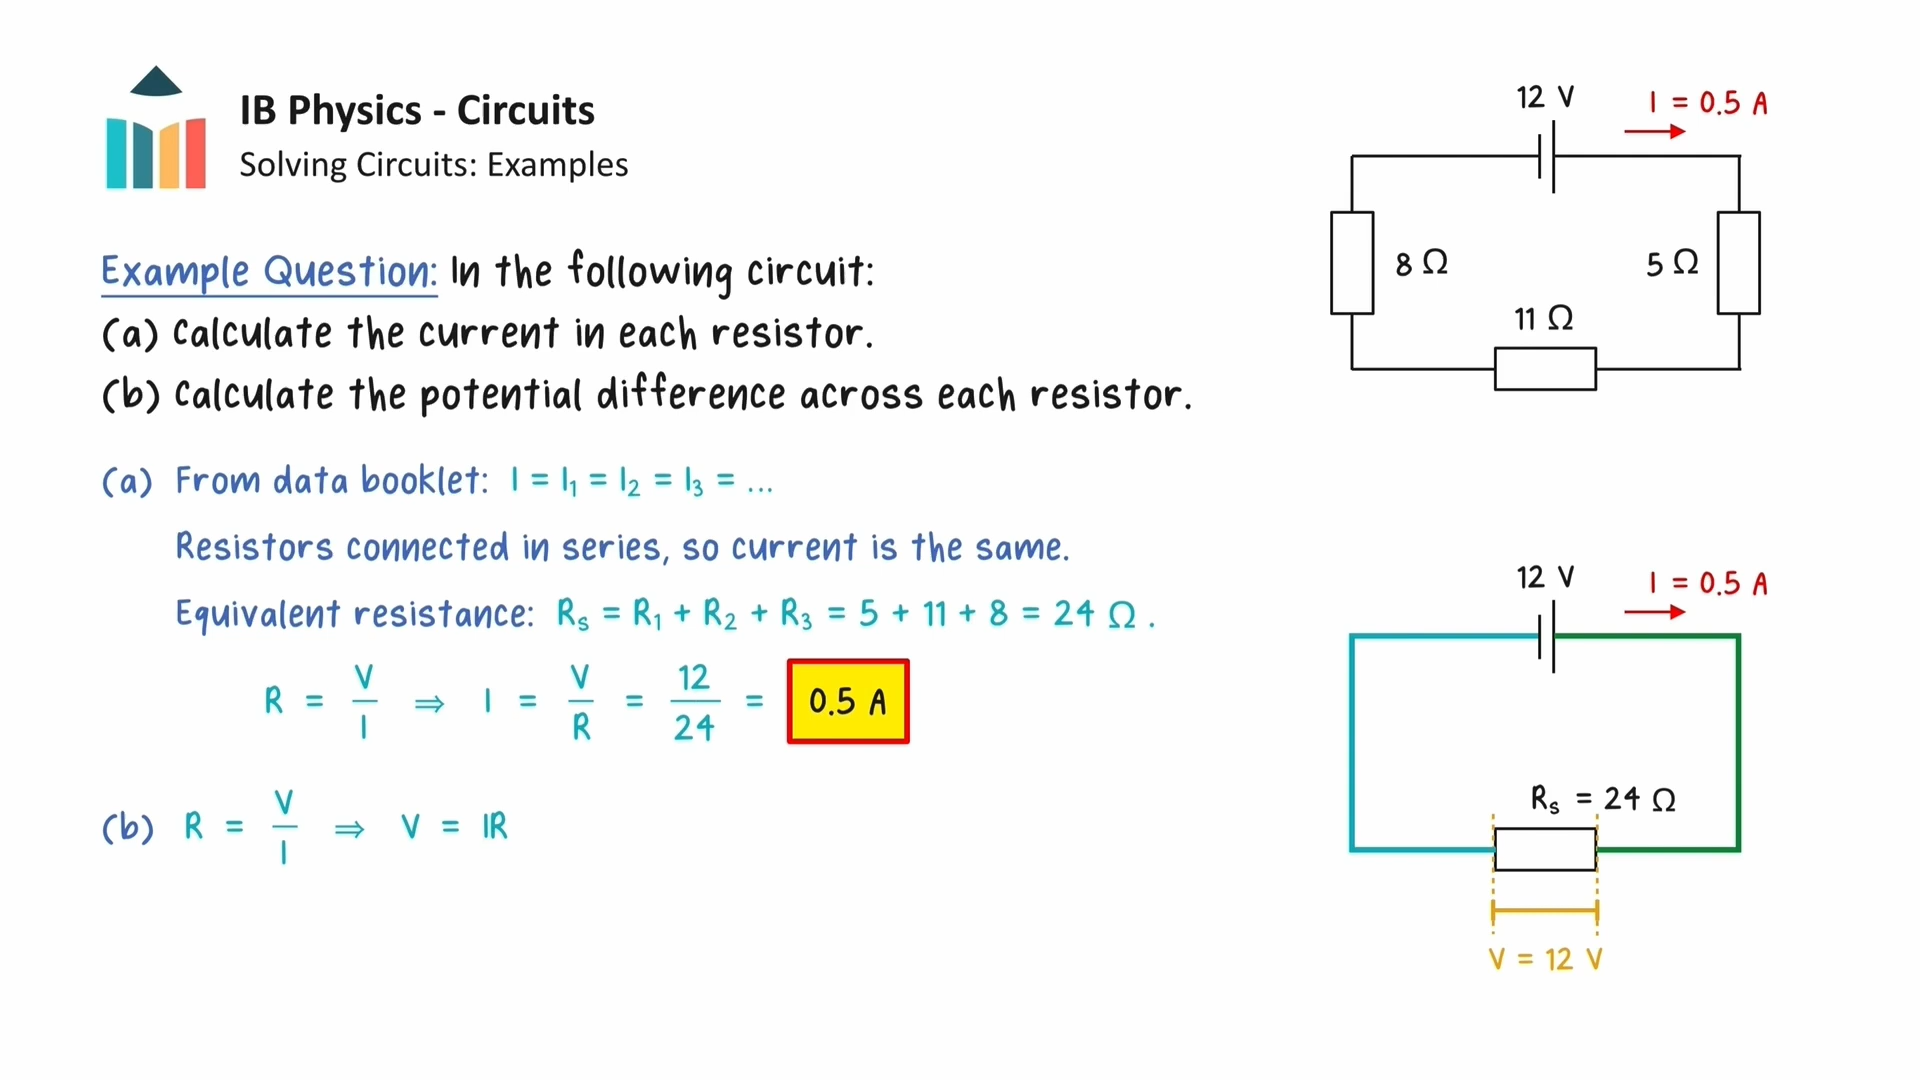 IB Physics - Circuits
Solving Circuits: Examples
Example Question: In the following circuit:
(a) Calculate the current in each resistor.
(b) Calculate the potential difference across each resistor.
(a) From data booklet: I = I₁ = I₂ = I₃ = ...
Resistors connected in series, so current is the same.
Equivalent resistance: Rₛ = R₁ + R₂ + R₃ = 5 + 11 + 8 = 24 Ω .
R = V/I ⇒ I = V/R = 12/24 = 0.5 A
(b) R = V/I ⇒ V = IR
12 V
I = 0.5 A
8 Ω
5 Ω
11 Ω
12 V
I = 0.5 A
Rₛ = 24 Ω
V = 12 V